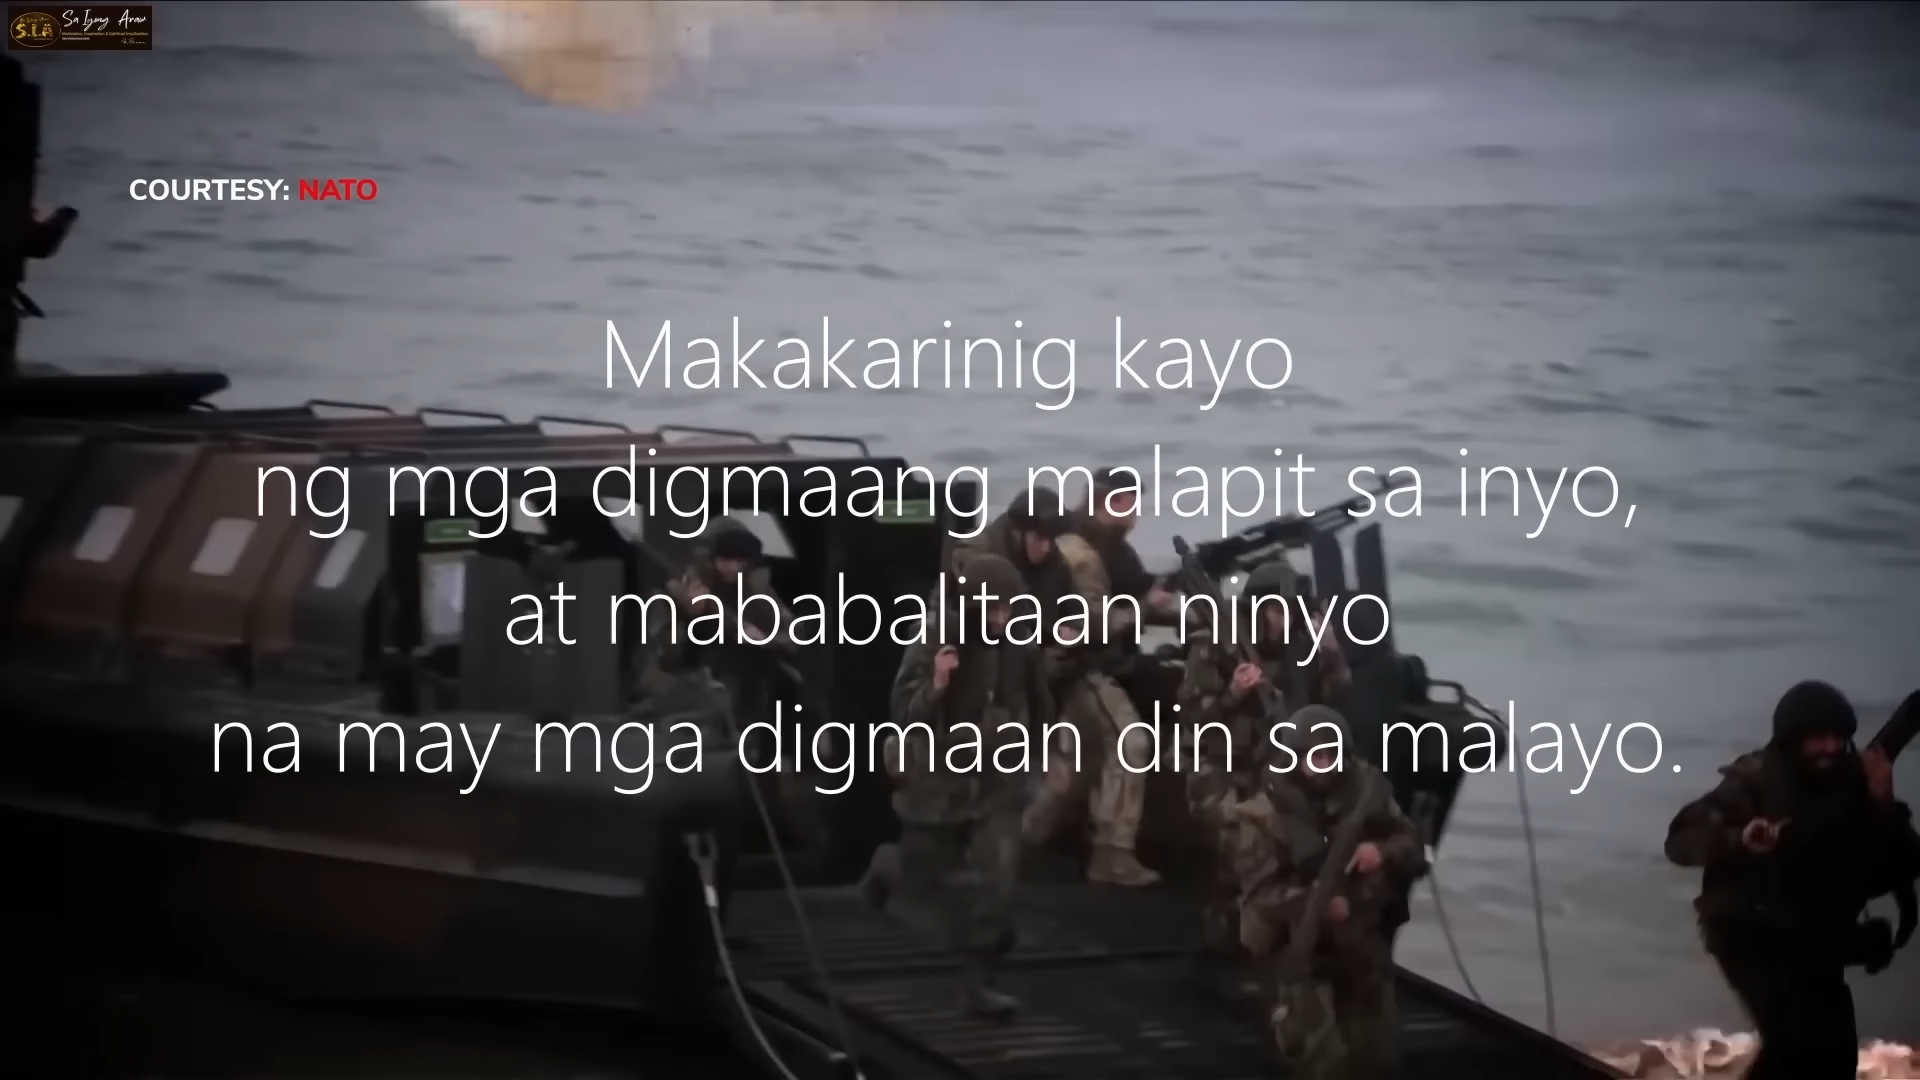 S.I.A
Sa Iyong Araw
COURTESY: NATO
Makakarinig kayo
ng mga digmaang malapit sa inyo,
at mababalitaan ninyo
na may mga digmaan din sa malayo.